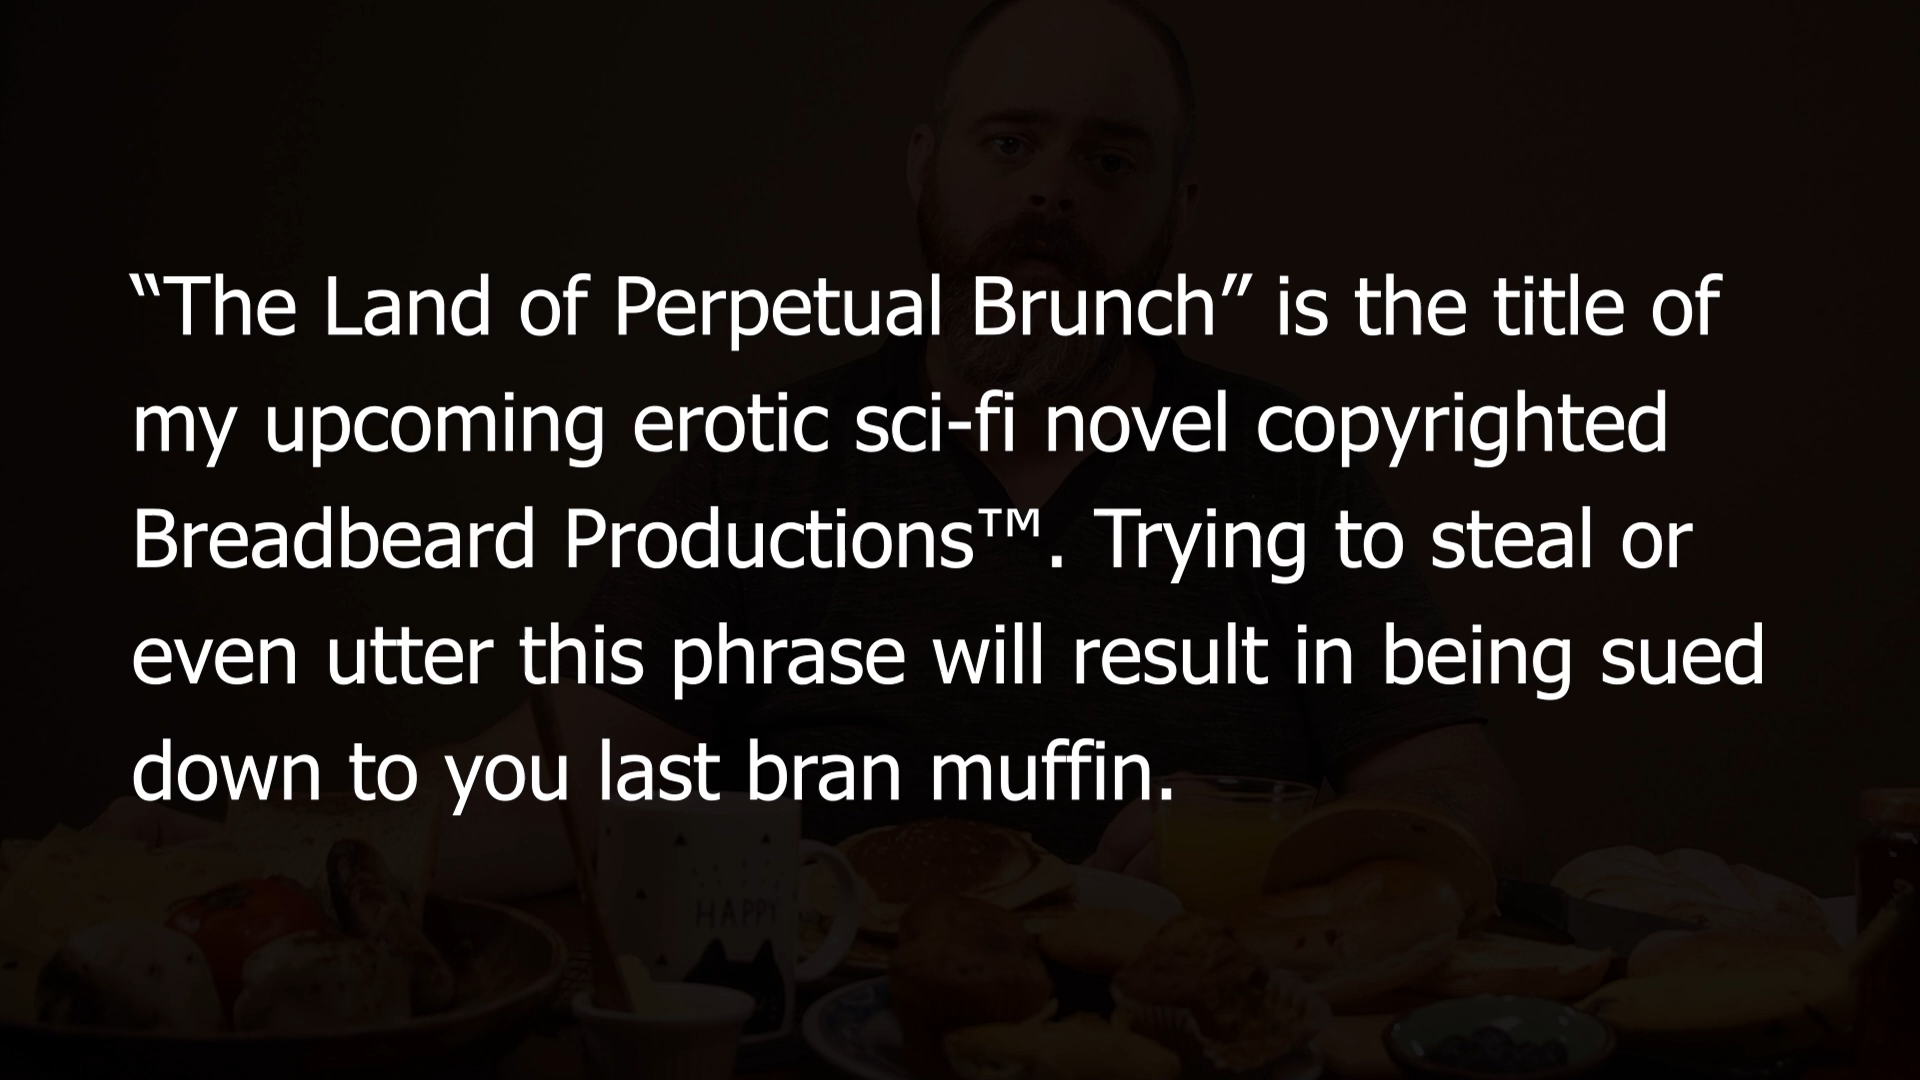 “The Land of Perpetual Brunch” is the title of
my upcoming erotic sci-fi novel copyrighted
Breadbeard Productions™. Trying to steal or
even utter this phrase will result in being sued
down to you last bran muffin.
HAPPY